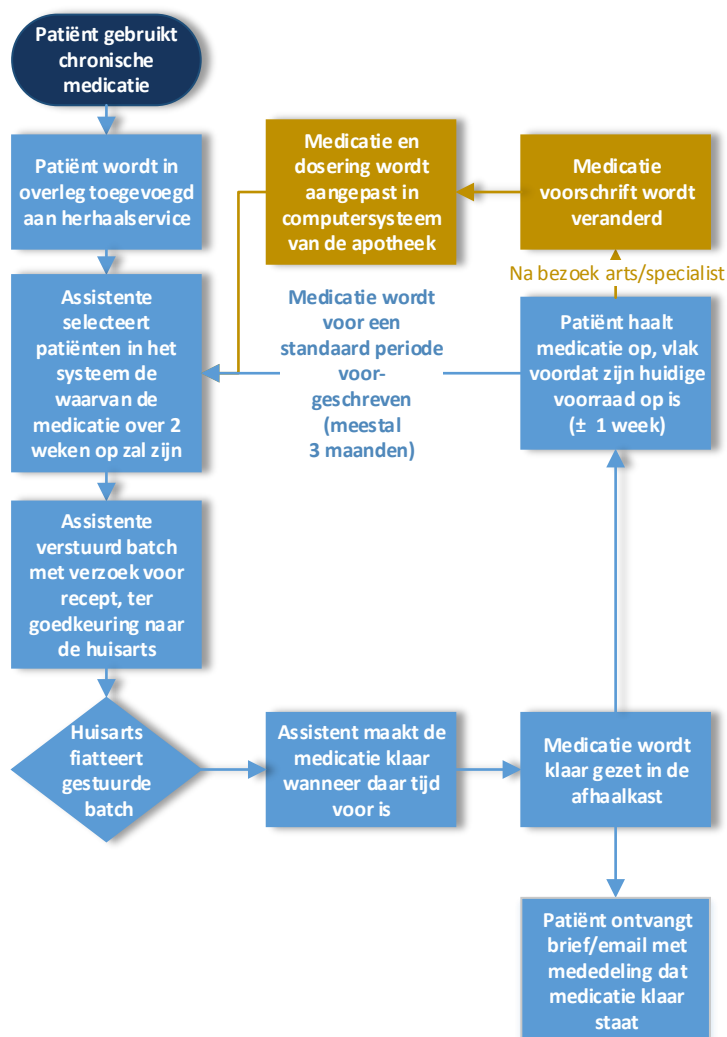 Patiënt gebruikt
chronische
medicatie
Patiënt wordt in
overleg toegevoegd
aan herhaalservice
Medicatie en
dosering wordt
aangepast in
computersysteem
van de apotheek
Medicatie
voorschrift wordt
veranderd
Na bezoek arts/specialist
Assistente
selecteert
patiënten in het
systeem de
waarvan de
medicatie over 2
weken op zal zijn
Medicatie wordt
voor een
standaard periode
voor-
geschreven
(meestal
3 maanden)
Patiënt haalt
medicatie op, vlak
voordat zijn huidige
voorraad op is
(± 1 week)
Assistente
verstuurd batch
met verzoek voor
recept, ter
goedkeuring naar
de huisarts
Huisarts
fiatteert
gestuurde
batch
Assistent maakt de
medicatie klaar
wanneer daar tijd
voor is
Medicatie wordt
klaar gezet in de
afhaalkast
Patiënt ontvangt
brief/email met
mededeling dat
medicatie klaar
staat